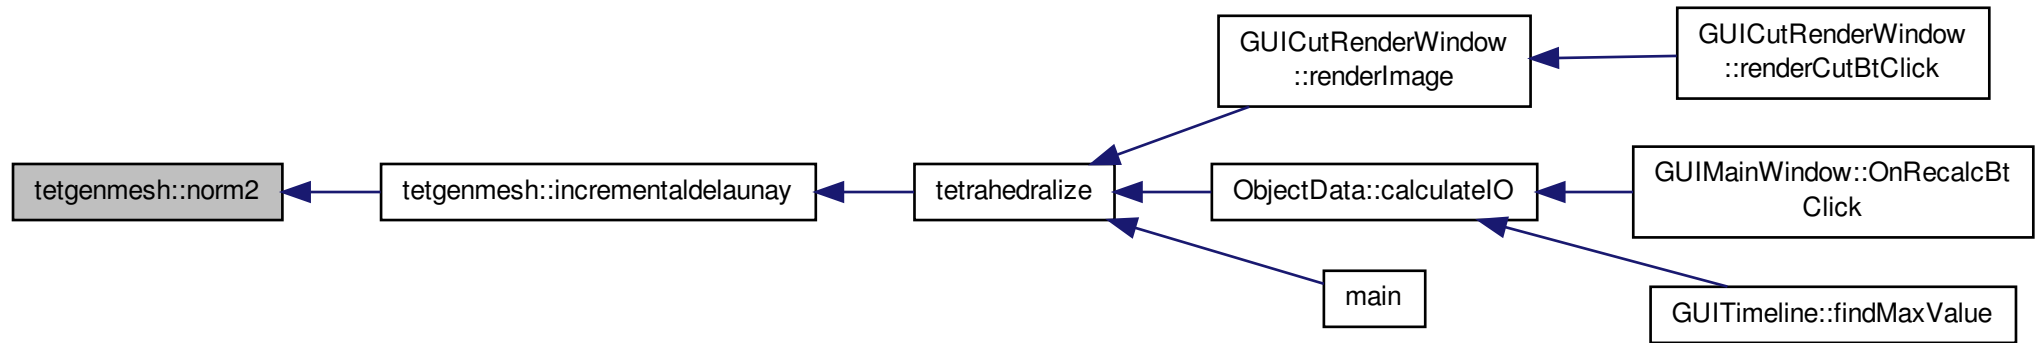 tetgenmesh::norm2
tetgenmesh::incrementaldelaunay
tetrahedralize
GUICutRenderWindow
::renderImage
GUICutRenderWindow
::renderCutBtClick
ObjectData::calculateIO
GUIMainWindow::OnRecalcBt
Click
main
GUITimeline::findMaxValue